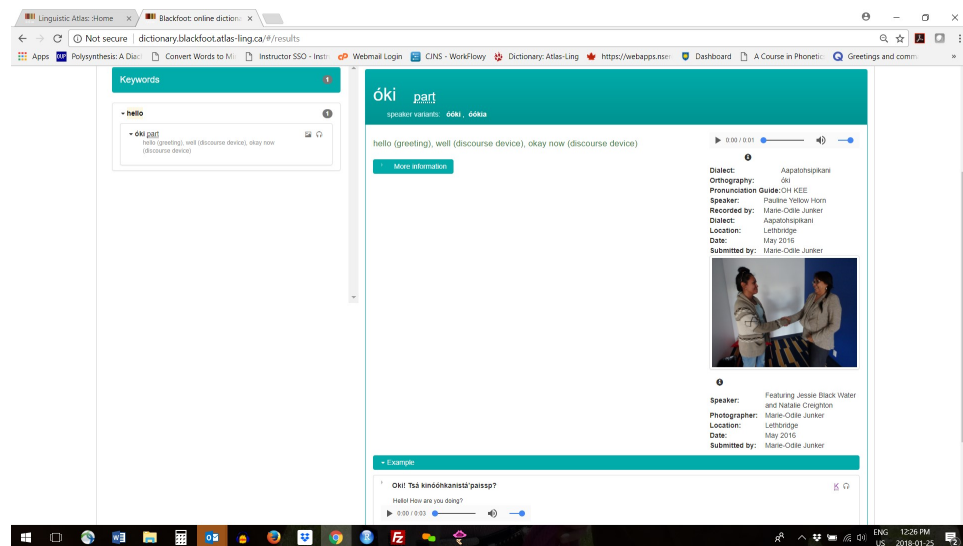 Linguistic Atlas: :Home
Blackfoot: online dictiona
Not secure | dictionary.blackfoot.atlas-ling.ca/#/results
Apps Polysynthesis: A Diac Convert Words to Mi Instructor SSO - Instr Webmail Login CJNS - WorkFlowy Dictionary: Atlas-Ling https://webapps.nser Dashboard A Course in Phonetic Greetings and comm »
Keywords 1
hello 1
óki part
hello (greeting), well (discourse device), okay now
(discourse device)
óki part
speaker variants: óóki , óókia
hello (greeting), well (discourse device), okay now (discourse device)
More information
0:00 / 0:01
Dialect: Aapatohsipikani
Orthography: óki
Pronunciation Guide: OH KEE
Speaker: Pauline Yellow Horn
Recorded by: Marie-Odile Junker
Dialect: Aapatohsipikani
Location: Lethbridge
Date: May 2016
Submitted by: Marie-Odile Junker
Speaker: Featuring Jessie Black Water
and Natalie Creighton
Photographer: Marie-Odile Junker
Location: Lethbridge
Date: May 2016
Submitted by: Marie-Odile Junker
Example
Oki! Tsá kinóóhkanistá'paissp?
K
Hello! How are you doing?
0:00 / 0:03
ENG 12:26 PM
US 2018-01-25